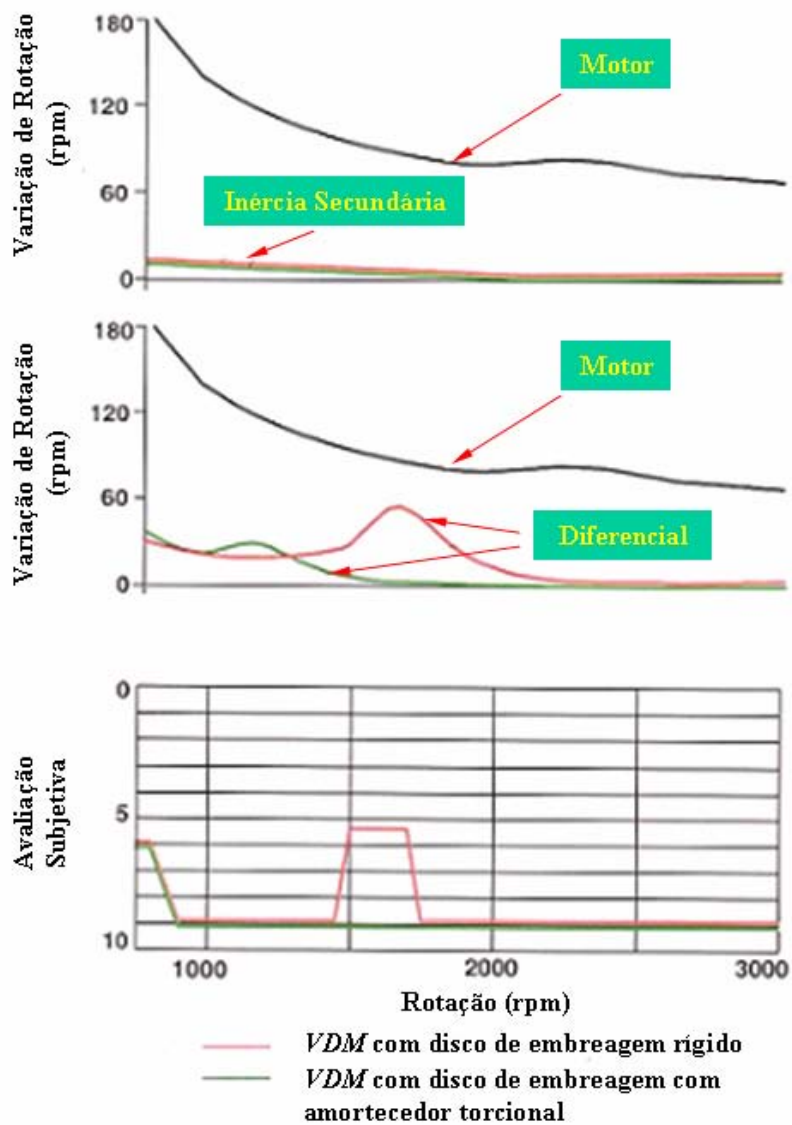 180
Variação de Rotação
(rpm)
Motor
120
60
Inércia Secundária
0
180
Variação de Rotação
(rpm)
Motor
120
60
Diferencial
0
0
Avaliação
Subjetiva
5
10
1000
2000
3000
Rotação (rpm)
VDM com disco de embreagem rígido
VDM com disco de embreagem com
amortecedor torcional